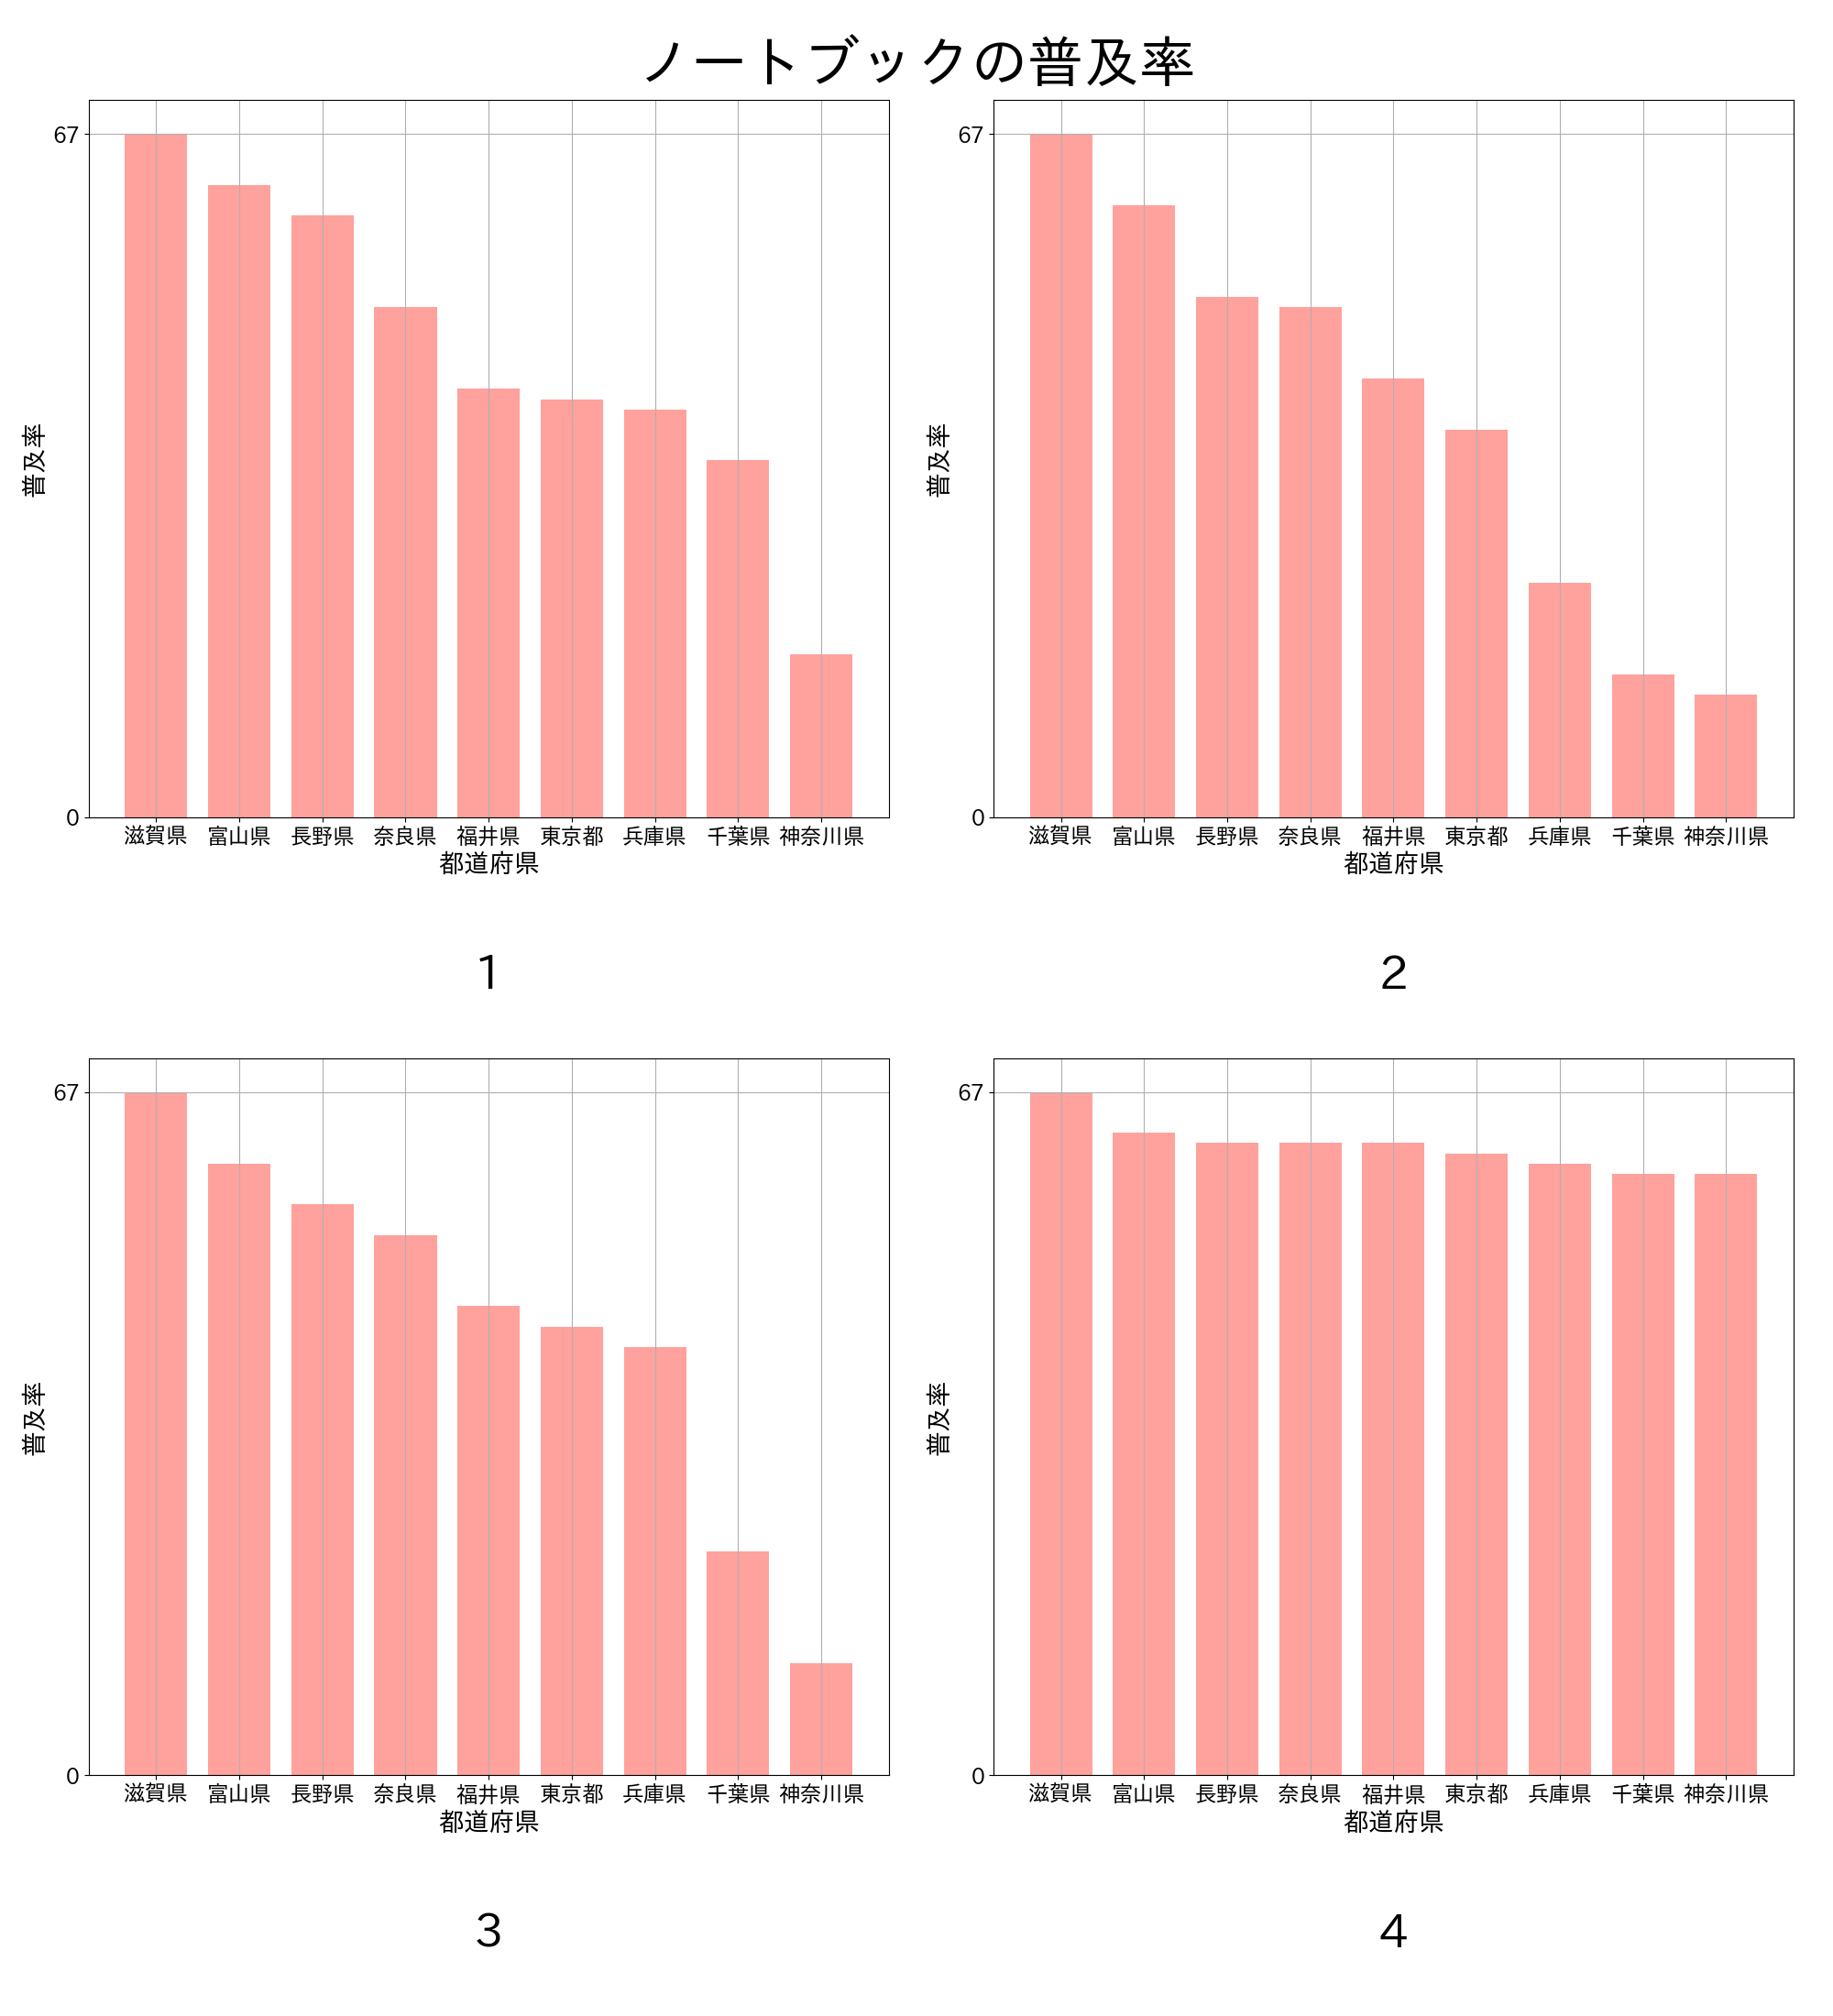 ノートブックの普及率
67
0
普及率
滋賀県 富山県 長野県 奈良県 福井県 東京都 兵庫県 千葉県 神奈川県
都道府県
1
67
0
普及率
滋賀県 富山県 長野県 奈良県 福井県 東京都 兵庫県 千葉県 神奈川県
都道府県
2
67
0
普及率
滋賀県 富山県 長野県 奈良県 福井県 東京都 兵庫県 千葉県 神奈川県
都道府県
3
67
0
普及率
滋賀県 富山県 長野県 奈良県 福井県 東京都 兵庫県 千葉県 神奈川県
都道府県
4